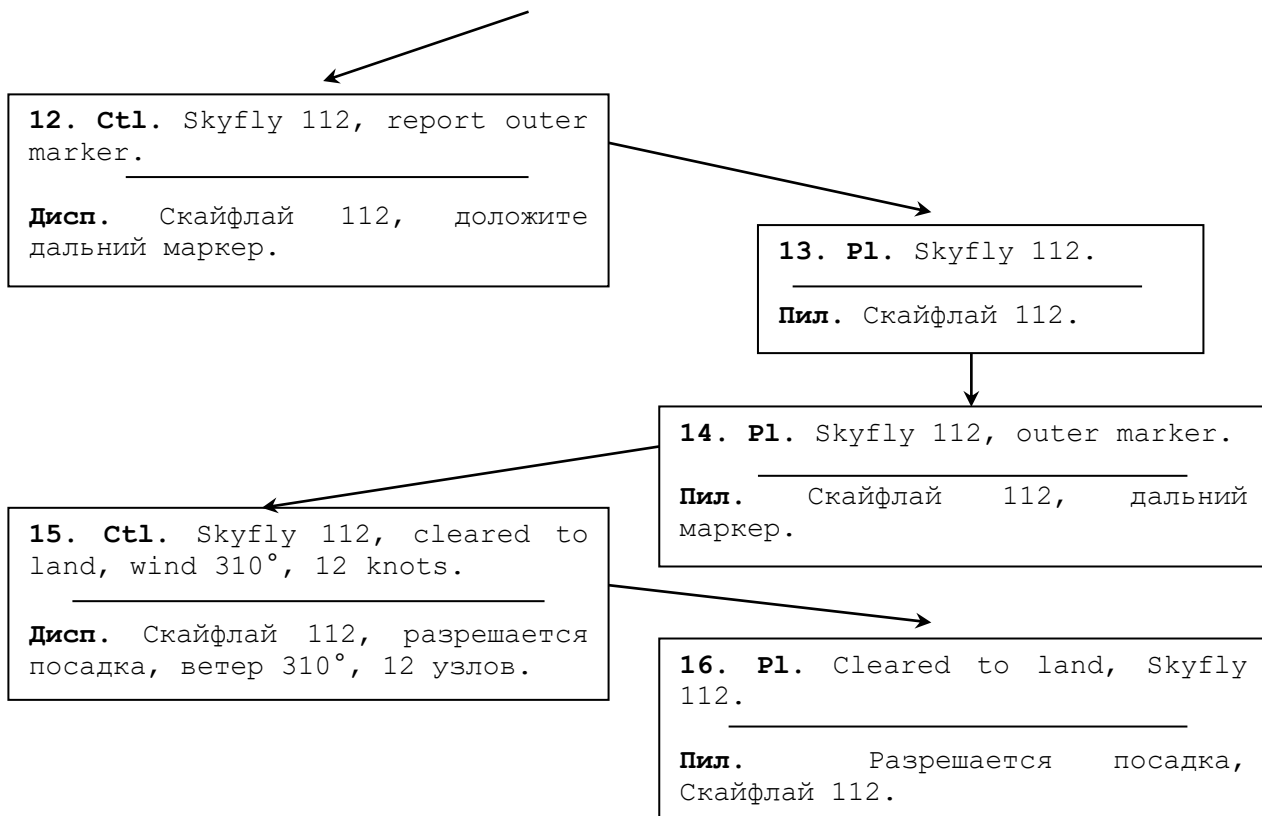 12. Ctl. Skyfly 112, report outer
marker.
Дисп. Скайфлай 112, доложите
дальний маркер.
13. Pl. Skyfly 112.
Пил. Скайфлай 112.
14. Pl. Skyfly 112, outer marker.
Пил. Скайфлай 112, дальний
маркер.
15. Ctl. Skyfly 112, cleared to
land, wind 310°, 12 knots.
Дисп. Скайфлай 112, разрешается
посадка, ветер 310°, 12 узлов.
16. Pl. Cleared to land, Skyfly
112.
Пил. Разрешается посадка,
Скайфлай 112.